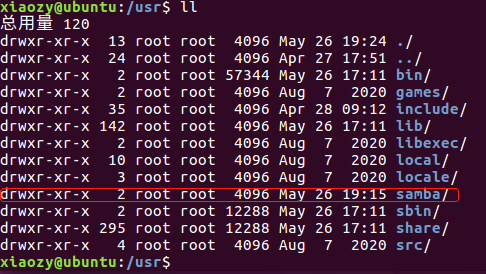 xiaozy@ubuntu:/usr$ ll
总用量 120
drwxr-xr-x  13 root root  4096 May 26 19:24 ./
drwxr-xr-x  24 root root  4096 Apr 27 17:51 ../
drwxr-xr-x   2 root root 57344 May 26 17:11 bin/
drwxr-xr-x   2 root root  4096 Aug  7  2020 games/
drwxr-xr-x  35 root root  4096 Apr 28 09:12 include/
drwxr-xr-x 142 root root  4096 May 26 17:11 lib/
drwxr-xr-x   2 root root  4096 Aug  7  2020 libexec/
drwxr-xr-x  10 root root  4096 Aug  7  2020 local/
drwxr-xr-x   3 root root  4096 Aug  7  2020 locale/
drwxr-xr-x   2 root root  4096 May 26 19:15 samba/
drwxr-xr-x   2 root root 12288 May 26 17:11 sbin/
drwxr-xr-x 295 root root 12288 May 26 17:11 share/
drwxr-xr-x   4 root root  4096 Aug  7  2020 src/
xiaozy@ubuntu:/usr$